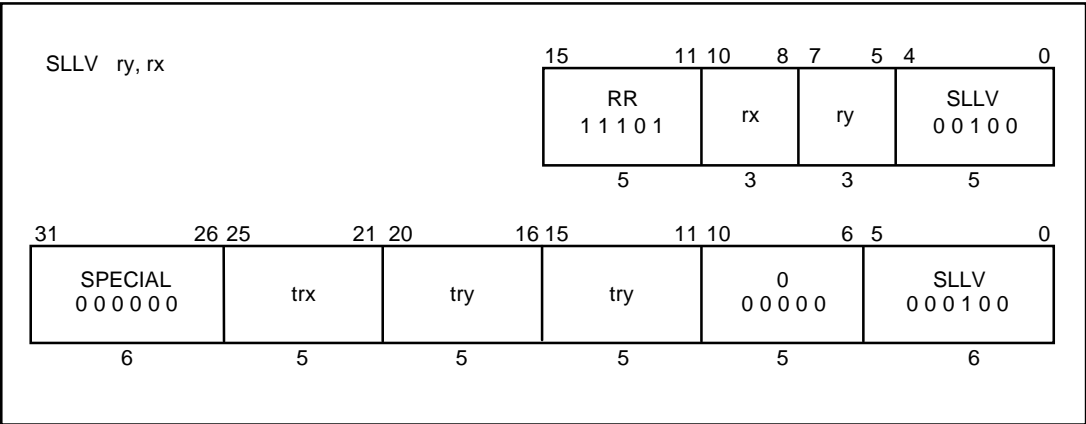 SLLV ry, rx
15 11 10 8 7 5 4 0
RR rx ry SLLV
1 1 1 0 1 0 0 1 0 0
5 3 3 5
31 26 25 21 20 16 15 11 10 6 5 0
SPECIAL trx try try 0 SLLV
0 0 0 0 0 0 0 0 0 0 0 0 0 0 1 0 0
6 5 5 5 5 6